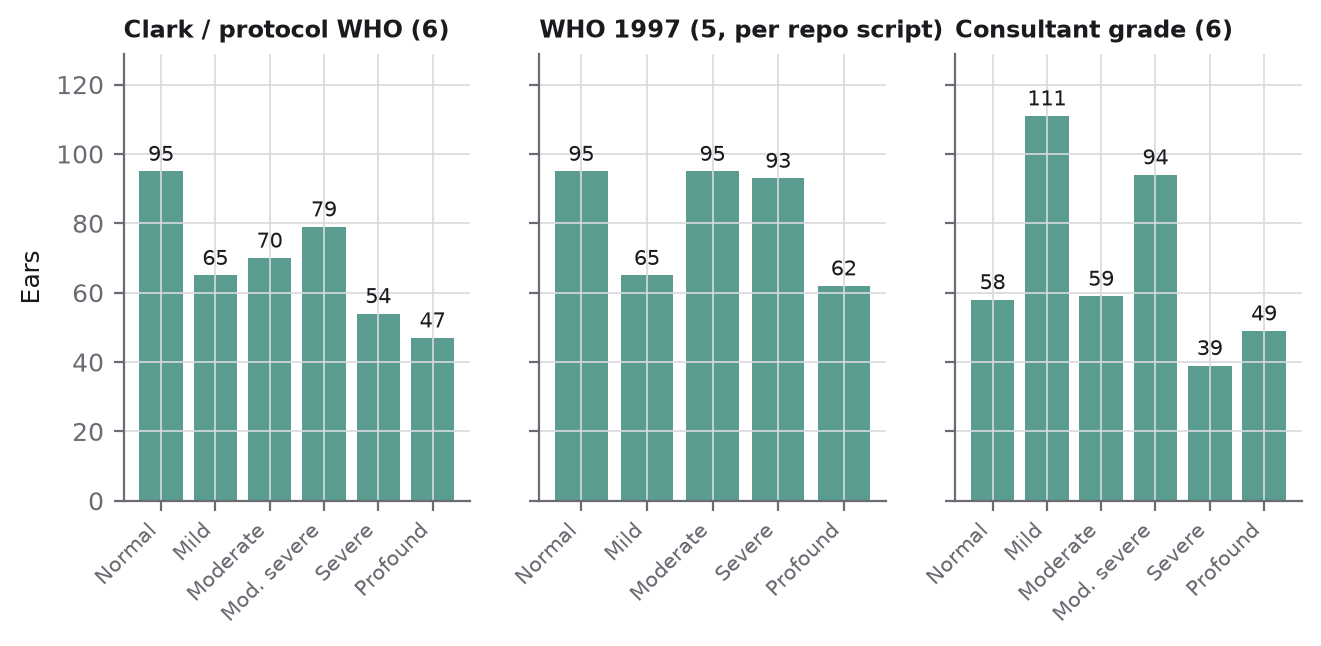 Clark / protocol WHO (6)
WHO 1997 (5, per repo script)
Consultant grade (6)
Ears
120
100
80
60
40
20
0
95
65
70
79
54
47
Normal
Mild
Moderate
Mod. severe
Severe
Profound
95
65
95
93
62
Normal
Mild
Moderate
Severe
Profound
58
111
59
94
39
49
Normal
Mild
Moderate
Mod. severe
Severe
Profound